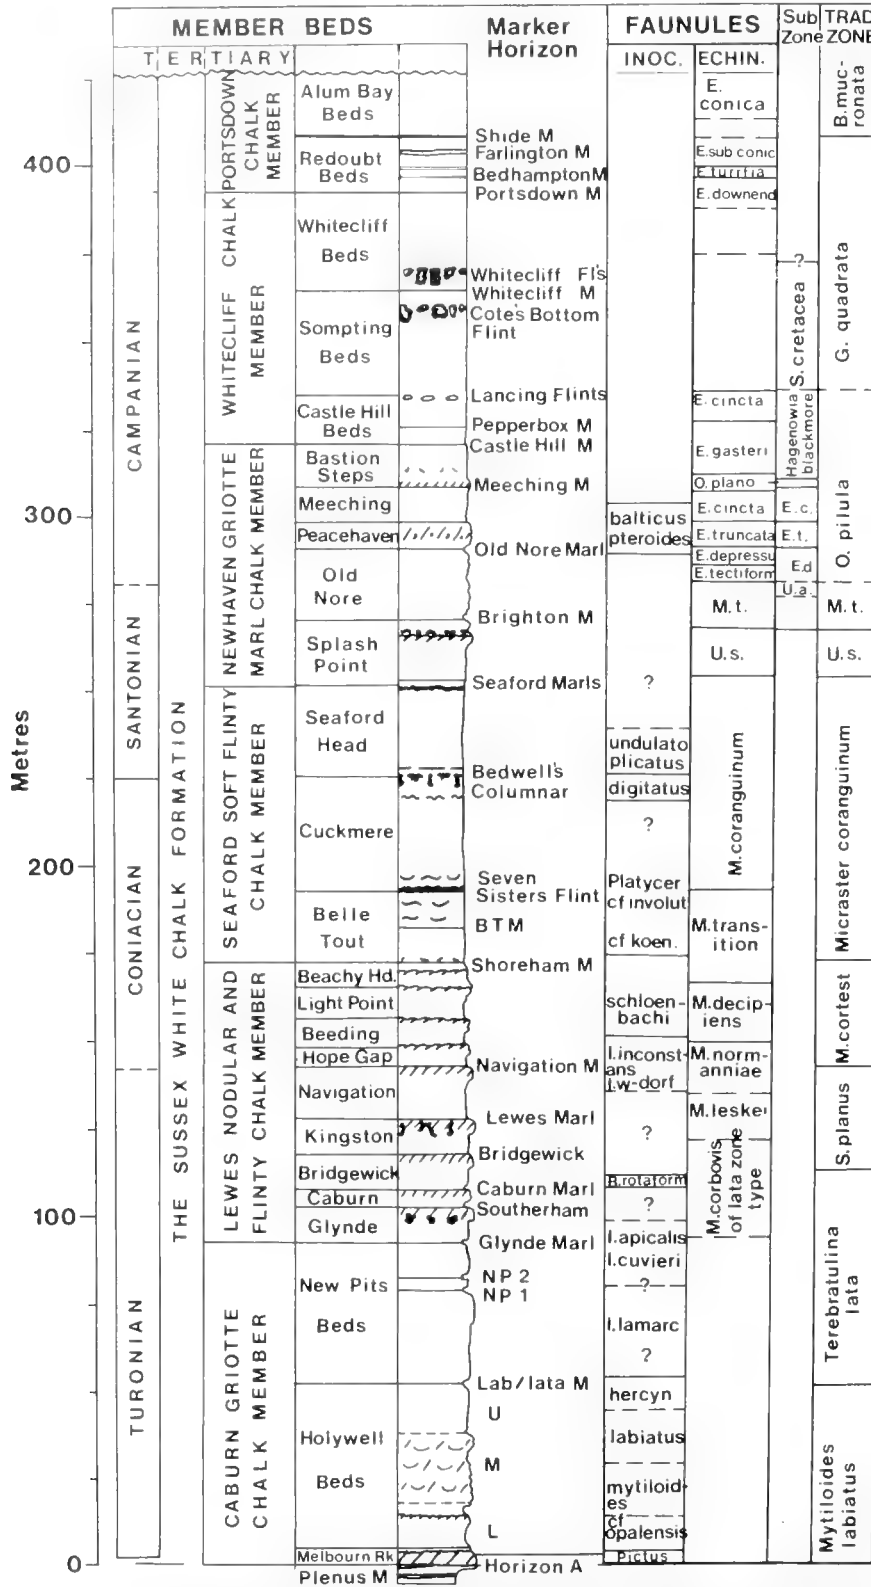 MEMBER BEDS
Marker
Horizon
FAUNULES
Sub
Zone
TRAD
ZONE
TERTIARY
INOC.
ECHIN.
Metres
400
300
200
100
0
CAMPANIAN
SANTONIAN
CONIACIAN
TURONIAN
THE SUSSEX WHITE CHALK FORMATION
PORTSDOWN
CHALK
MEMBER
WHITECLIFF CHALK
MEMBER
NEWHAVEN GRIOTTE
MARL CHALK MEMBER
SEAFORD SOFT FLINTY
CHALK MEMBER
LEWES NODULAR AND
FLINTY CHALK MEMBER
CABURN GRIOTTE
CHALK MEMBER
Alum Bay
Beds
Redoubt
Beds
Whitecliff
Beds
Sompting
Beds
Castle Hill
Beds
Bastion
Steps
Meeching
Peacehaven
Old
Nore
Splash
Point
Seaford
Head
Cuckmere
Belle
Tout
Beachy Hd.
Light Point
Beeding
Hope Gap
Navigation
Kingston
Bridgewick
Caburn
Glynde
New Pits
Beds
Holywell
Beds
Melbourn Rk
Plenus M
Shide M
Farlington M
Bedhampton M
Portsdown M
Whitecliff Fl's
Whitecliff M
Cote's Bottom
Flint
Lancing Flints
Pepperbox M
Castle Hill M
Meeching M
Old Nore Marl
Brighton M
Seaford Marls
Bedwell's
Columnar
Seven
Sisters Flint
BTM
Shoreham M
Navigation M
Lewes Marl
Bridgewick
Caburn Marl
Southerham
Glynde Marl
NP 2
NP 1
Lab/lata M
U
M
L
Horizon A
balticus
pteroides
?
undulato
plicatus
digitatus
?
Platycer
cf involut
cf koen.
schloen-
bachi
I.inconst-
ans
I.w-dorf
?
R.rotaform
?
I.apicalis
I.cuvieri
?
I.lamarc
?
hercyn
labiatus
mytiloid-
es
cf
opalensis
Pictus
E.
conica
E.sub conic
E.turrita
E.downend
E.cincta
E.gasteri
O.plano
E.cincta
E.truncata
E.depressu
E.tectiform
M.t.
U.s.
M.coranguinum
M.trans-
ition
M.decip-
iens
M.norm-
anniae
M.leskei
M.corbovis
of lata zone
type
?
S.cretacea
Hagenowia
blackmore
E.c.
E.t.
E.d
U.a.
B.muc-
ronata
G. quadrata
O. pilula
M.t.
U.s.
Micraster coranguinum
M.cortest
S.planus
Terebratulina
lata
Mytiloides
labiatus